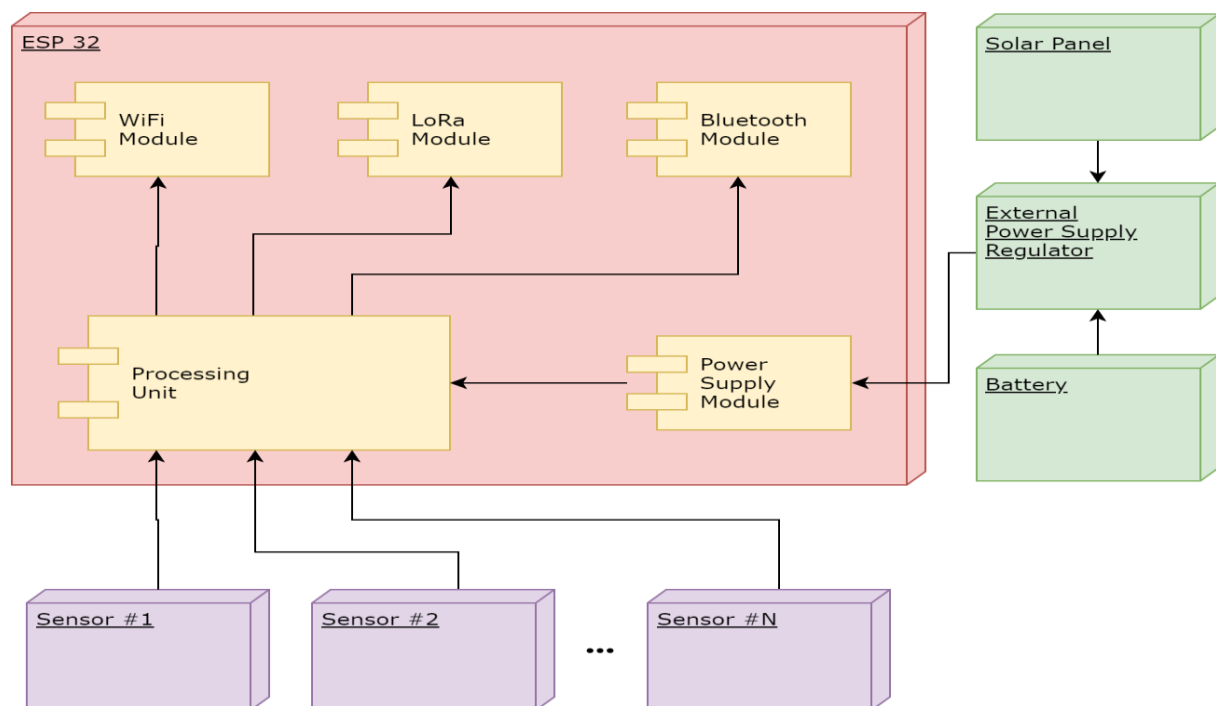 ESP 32
Solar Panel
WiFi
Module
LoRa
Module
Bluetooth
Module
External
Power Supply
Regulator
Processing
Unit
Power
Supply
Module
Battery
Sensor #1
Sensor #2
...
Sensor #N